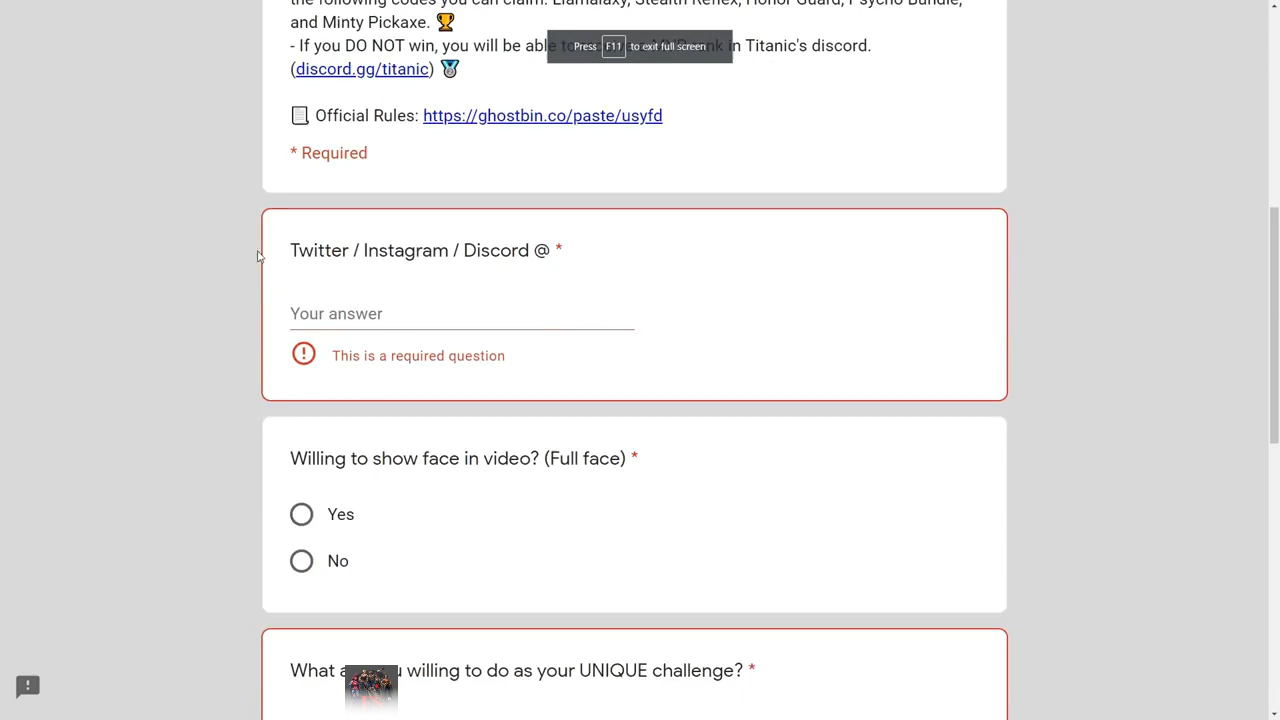 the following codes you can claim: Llamalaxy, Stealth Reflex, Honor Guard, Psycho Bundle,
and Minty Pickaxe. 🏆
- If you DO NOT win, you will be able in Titanic's discord.
Press F11 to exit full screen
(discord.gg/titanic) 🏅
📃 Official Rules: https://ghostbin.co/paste/usyfd
* Required
Twitter / Instagram / Discord @ *
Your answer
This is a required question
Willing to show face in video? (Full face) *
Yes
No
What willing to do as your UNIQUE challenge? *